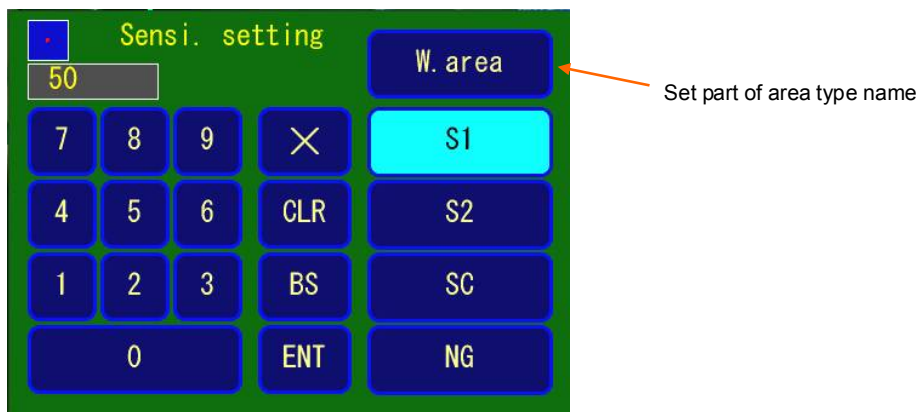 Sensi. setting
W. area
50
Set part of area type name
7 8 9 × S1
4 5 6 CLR S2
1 2 3 BS SC
0 ENT NG